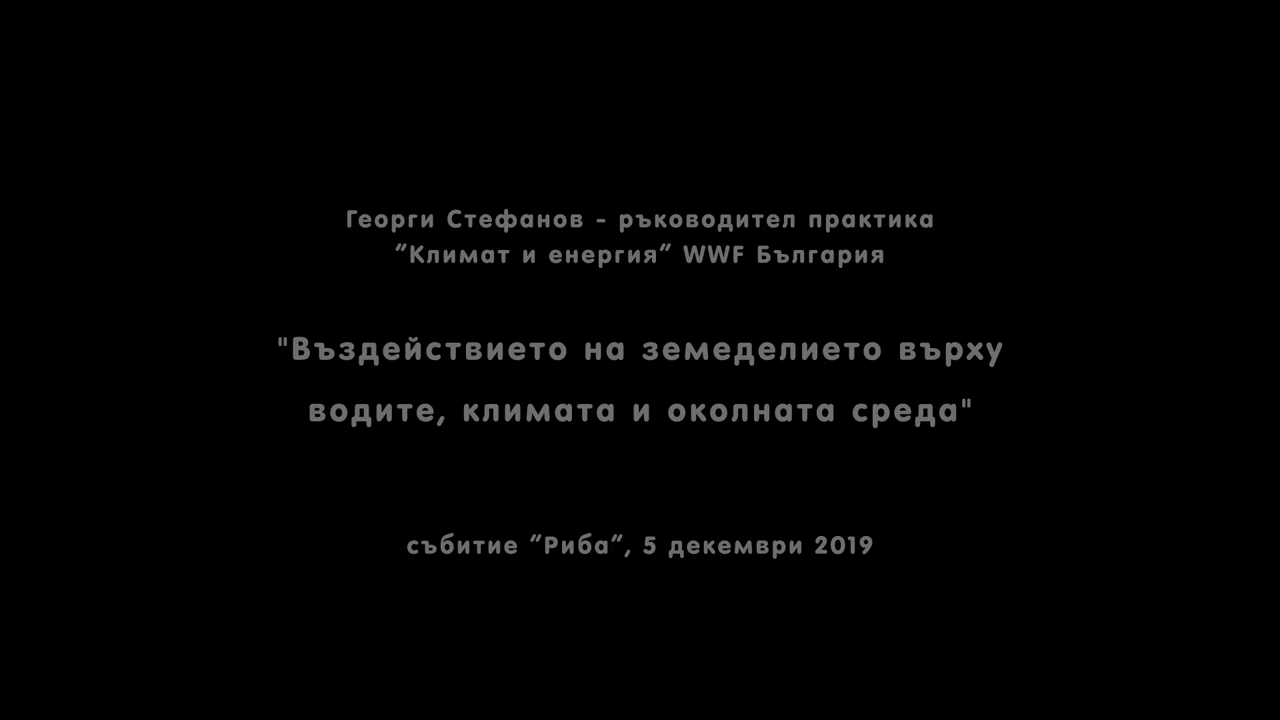 Георги Стефанов - ръководител практика
“Климат и енергия” WWF България
"Въздействието на земеделието върху
водите, климата и околната среда"
събитие “Риба”, 5 декември 2019